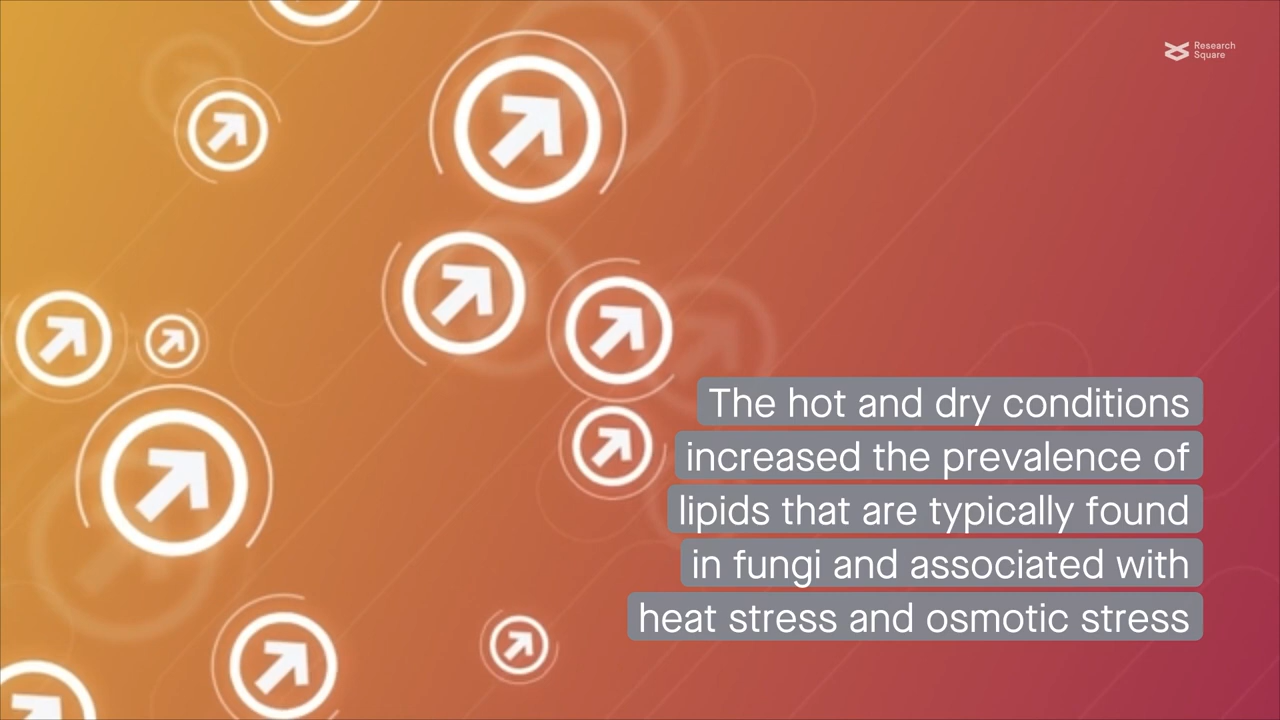 Research
Square
The hot and dry conditions
increased the prevalence of
lipids that are typically found
in fungi and associated with
heat stress and osmotic stress